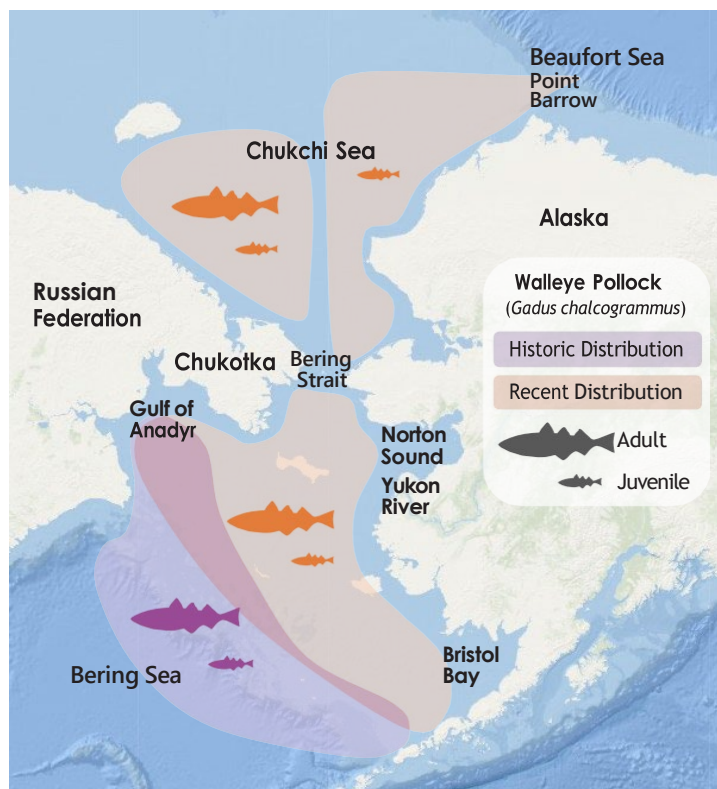 Beaufort Sea
Point
Barrow
Chukchi Sea
Alaska
Russian
Federation
Walleye Pollock
(Gadus chalcogrammus)
Historic Distribution
Recent Distribution
Adult
Juvenile
Chukotka
Bering
Strait
Gulf of
Anadyr
Norton
Sound
Yukon
River
Bristol
Bay
Bering Sea